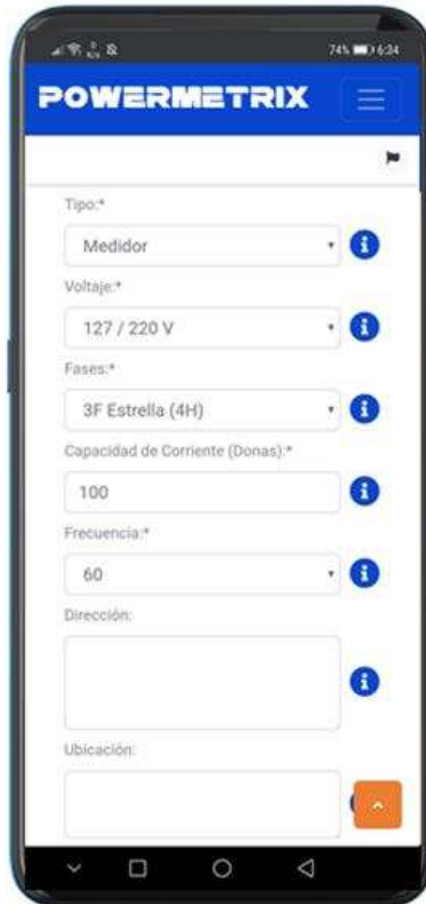 74% 6:34
POWERMETRIX
Tipo:*
Medidor
Voltaje:*
127 / 220 V
Fases:*
3F Estrella (4H)
Capacidad de Corriente (Donas):*
100
Frecuencia:*
60
Dirección:
Ubicación: